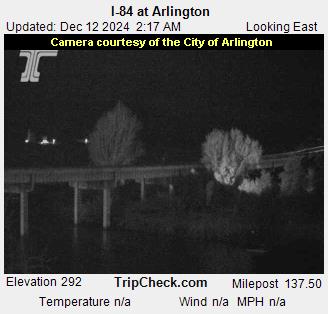 I-84 at Arlington
Updated: Dec 12 2024 2:17 AM Looking East
Camera courtesy of the City of Arlington
Elevation 292 TripCheck.com Milepost 137.50
Temperature n/a Wind n/a MPH n/a